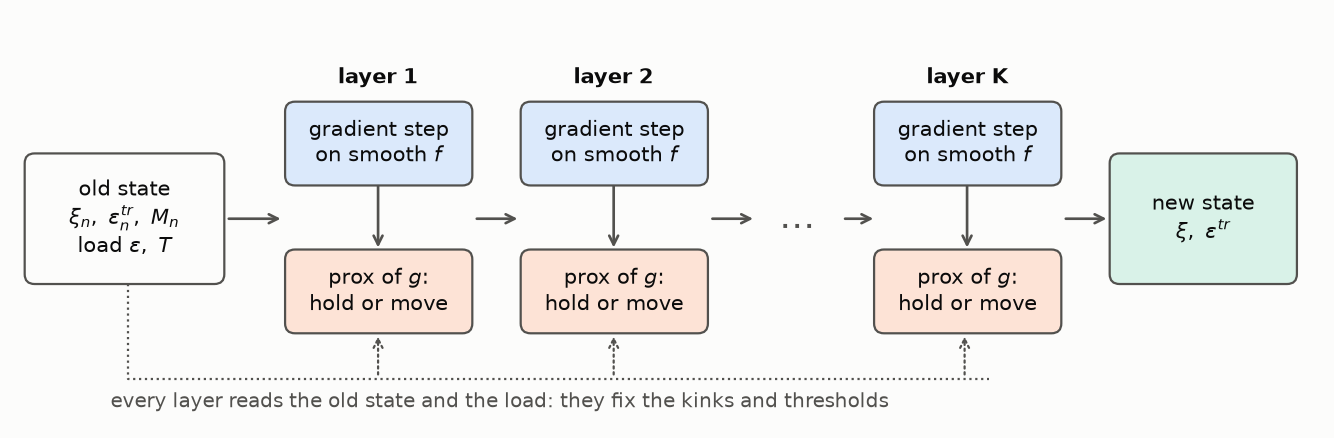 layer 1
layer 2
layer K
gradient step
on smooth f
gradient step
on smooth f
gradient step
on smooth f
old state
ξₙ, εₙᵗʳ, Mₙ
load ε, T
...
new state
ξ, εᵗʳ
prox of g:
hold or move
prox of g:
hold or move
prox of g:
hold or move
every layer reads the old state and the load: they fix the kinks and thresholds